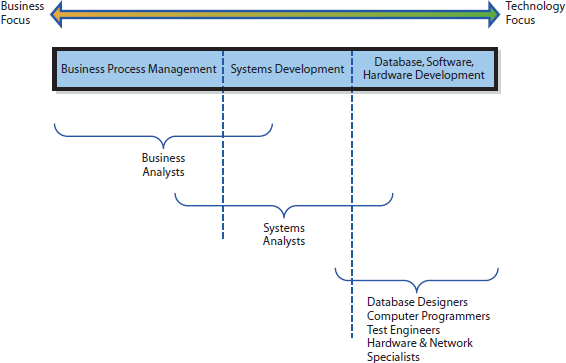 Business
Focus
Technology
Focus
Business Process Management
Systems Development
Database, Software,
Hardware Development
Business
Analysts
Systems
Analysts
Database Designers
Computer Programmers
Test Engineers
Hardware & Network
Specialists